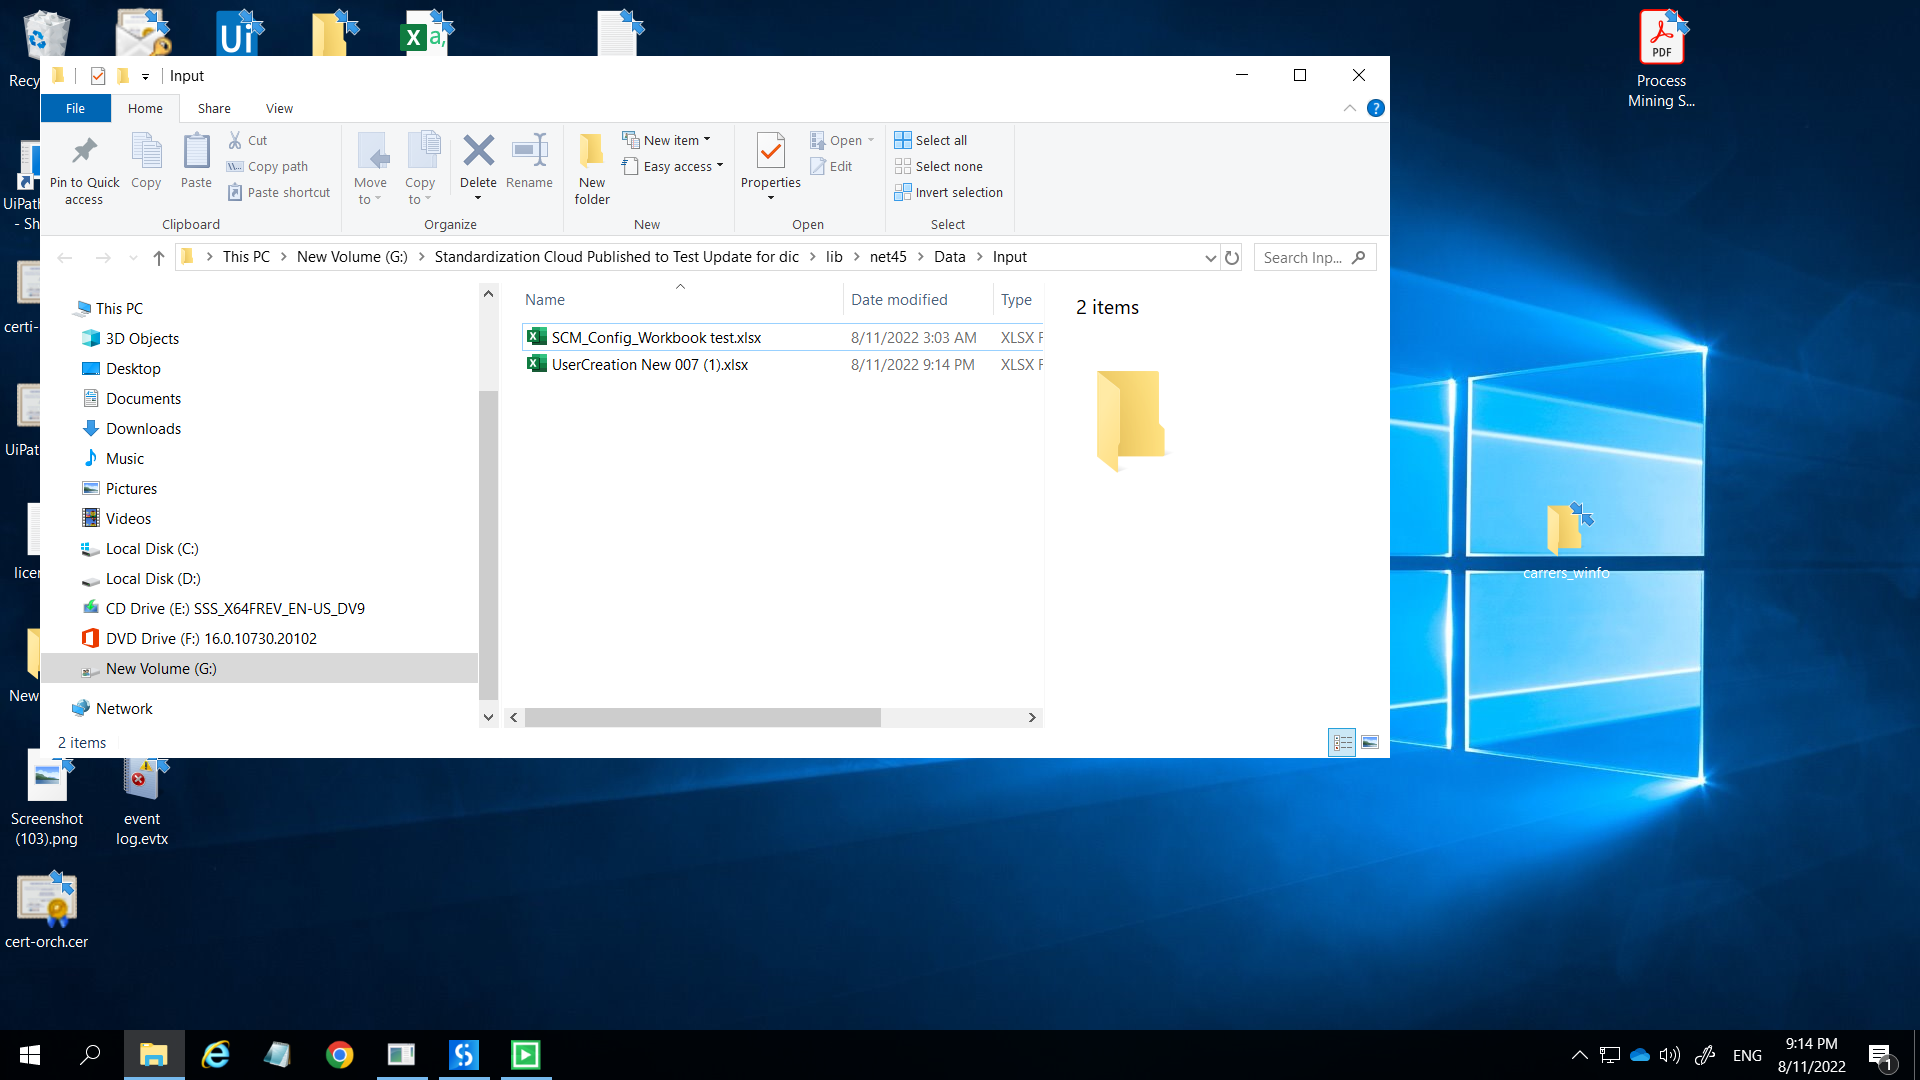 Input
File
Home
Share
View
Pin to Quick
access
Copy
Paste
Cut
Copy path
Paste shortcut
Clipboard
Move
to
Copy
to
Delete
Rename
Organize
New
folder
New item
Easy access
New
Properties
Open
Edit
Open
Select all
Select none
Invert selection
Select
This PC
New Volume (G:)
Standardization Cloud Published to Test Update for dic
lib
net45
Data
Input
Search Inp...
This PC
3D Objects
Desktop
Documents
Downloads
Music
Pictures
Videos
Local Disk (C:)
Local Disk (D:)
CD Drive (E:) SSS_X64FREV_EN-US_DV9
DVD Drive (F:) 16.0.10730.20102
New Volume (G:)
Network
Name
Date modified
Type
SCM_Config_Workbook test.xlsx 8/11/2022 3:03 AM XLSX F
UserCreation New 007 (1).xlsx 8/11/2022 9:14 PM XLSX F
2 items
2 items
Recy
Ui
a,
UiPat
- Sh
certi-
UiPat
licer
New
Screenshot
(103).png
event
log.evtx
cert-orch.cer
PDF
Process
Mining S...
carrers_winfo
ENG
9:14 PM
8/11/2022
1